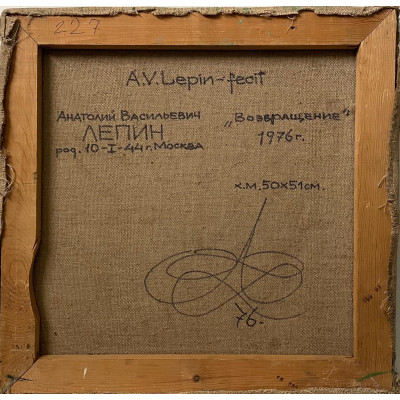 227
A.V. Lepin-fecit
Анатолий Васильевич
ЛЕПИН
род. 10-I-44 г. Москва
„Возвращение"
1976 г.
х.м. 50x51 см.
76.